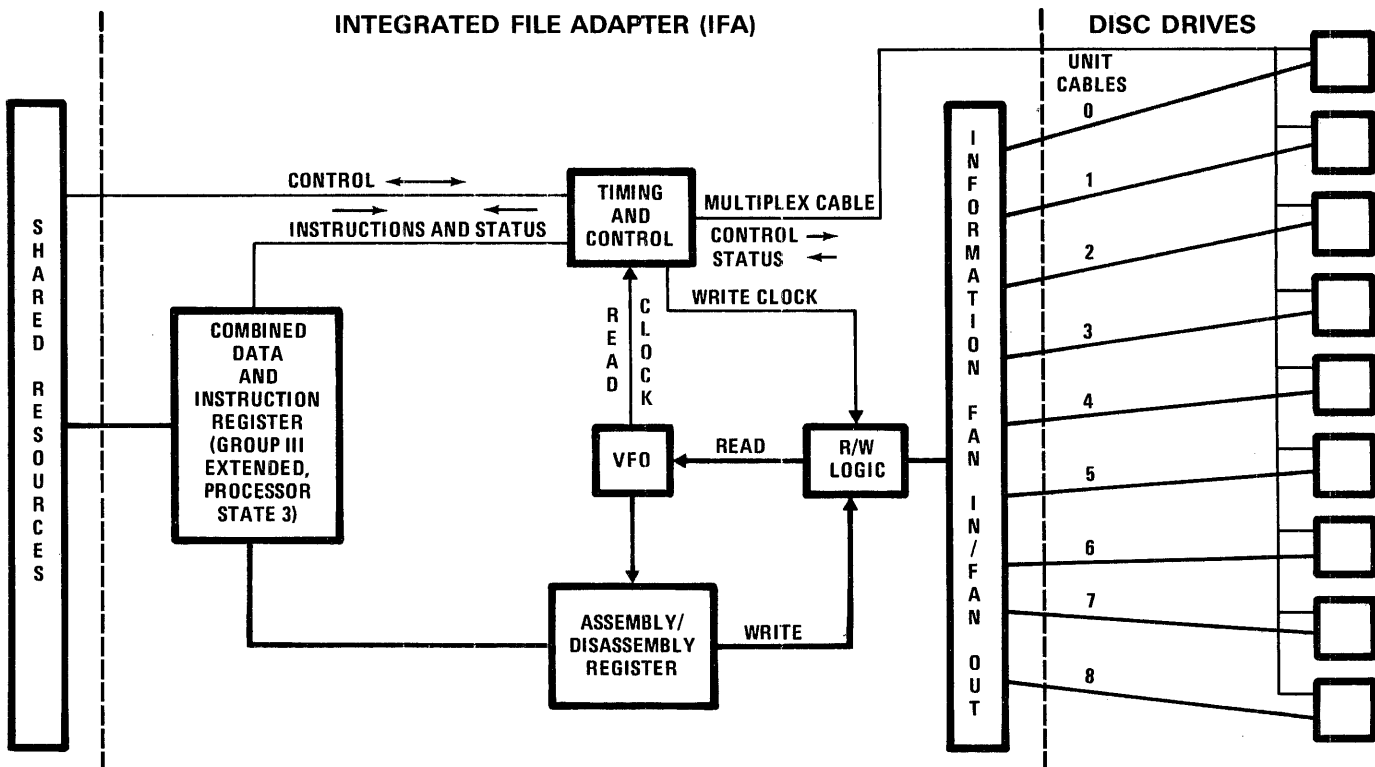 INTEGRATED FILE ADAPTER (IFA)
DISC DRIVES
UNIT
CABLES
SHARED RESOURCES
CONTROL
INSTRUCTIONS AND STATUS
TIMING
AND
CONTROL
MULTIPLEX CABLE
CONTROL
STATUS
WRITE CLOCK
READ
CLOCK
COMBINED
DATA
AND
INSTRUCTION
REGISTER
(GROUP III
EXTENDED,
PROCESSOR
STATE 3)
VFO
READ
R/W
LOGIC
ASSEMBLY/
DISASSEMBLY
REGISTER
WRITE
INFORMATION FAN IN/FAN OUT
0
1
2
3
4
5
6
7
8